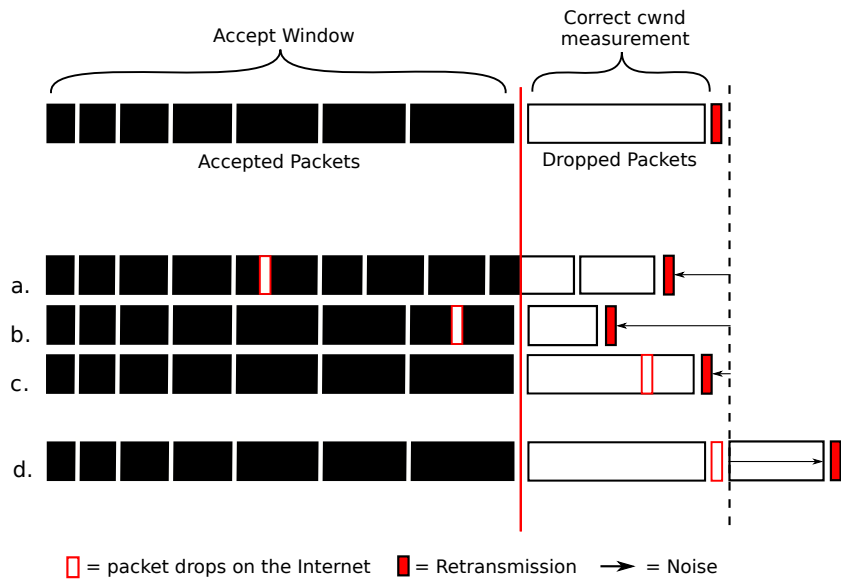 Accept Window
Correct cwnd
measurement
Accepted Packets
Dropped Packets
a.
b.
c.
d.
= packet drops on the Internet
= Retransmission
= Noise